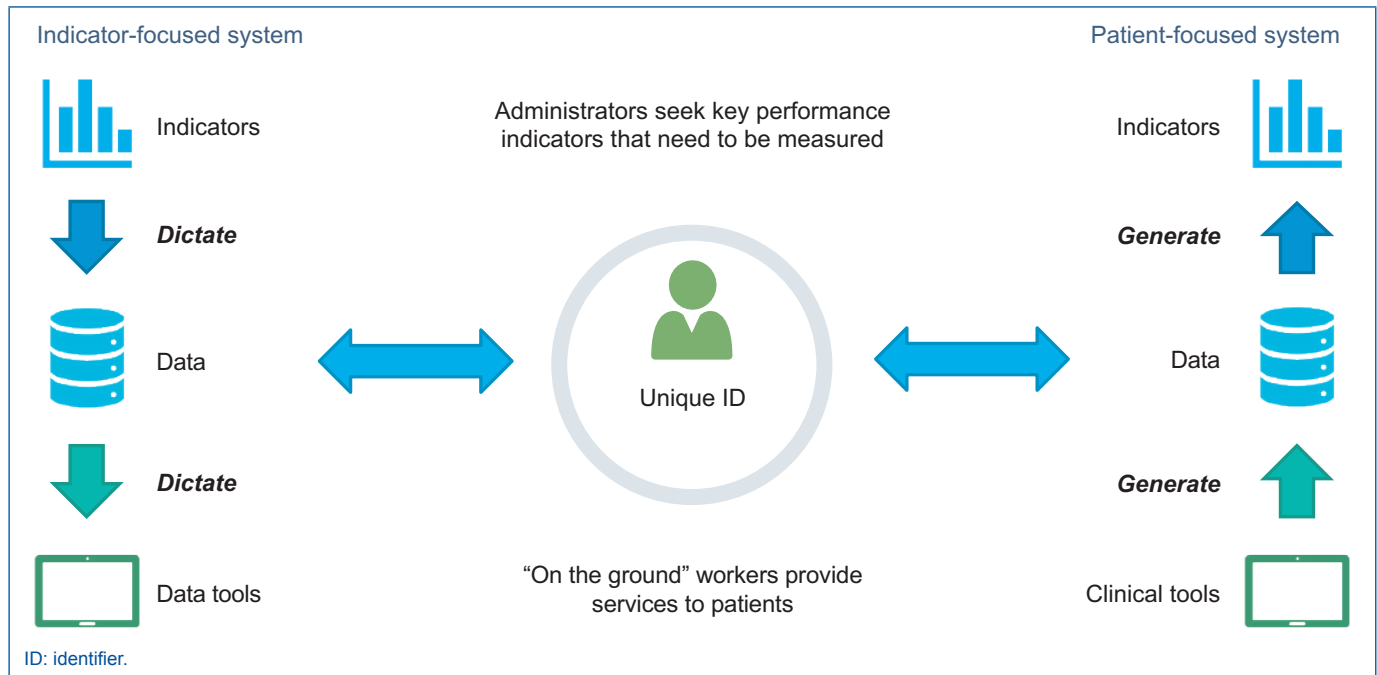 Indicator-focused system
Patient-focused system
Indicators
Administrators seek key performance
indicators that need to be measured
Indicators
Dictate
Generate
Data
Unique ID
Data
Dictate
Generate
Data tools
“On the ground” workers provide
services to patients
Clinical tools
ID: identifier.